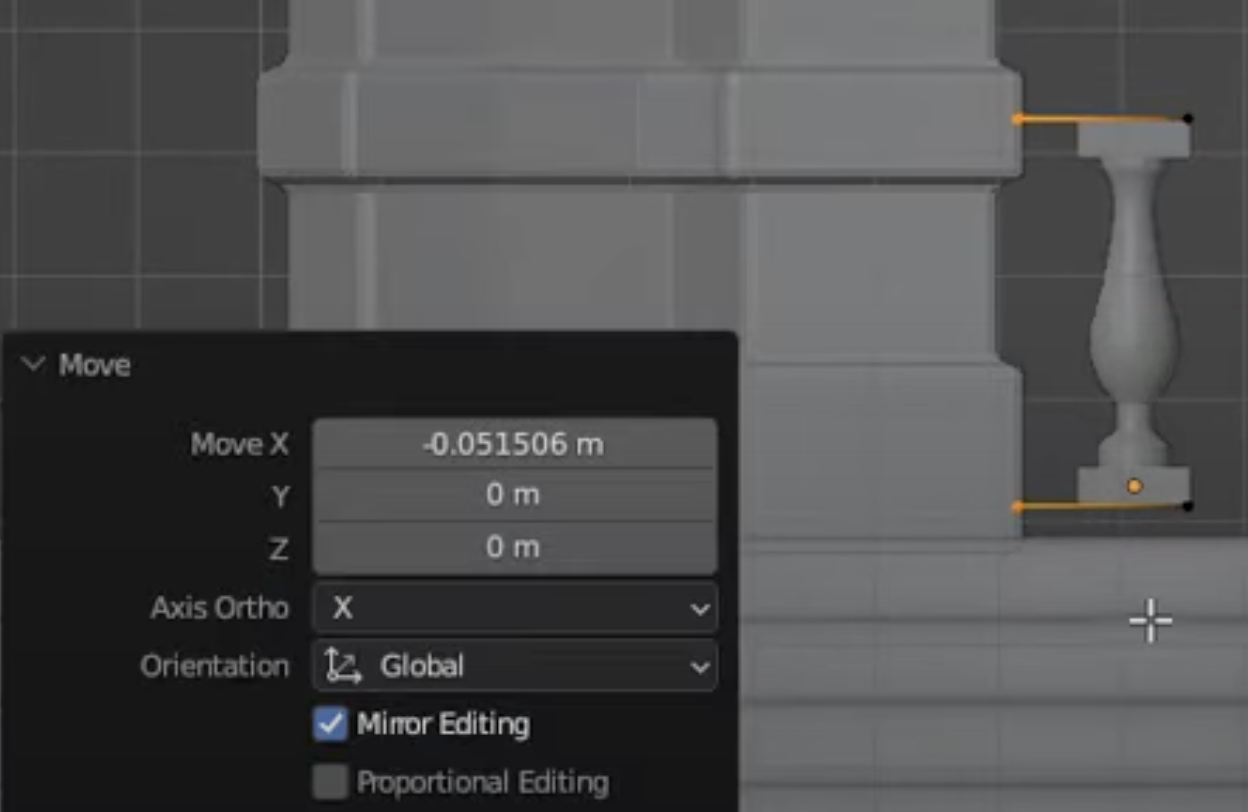 Move
Move X -0.051506 m
Y 0 m
Z 0 m
Axis Ortho X
Orientation Global
Mirror Editing
Proportional Editing